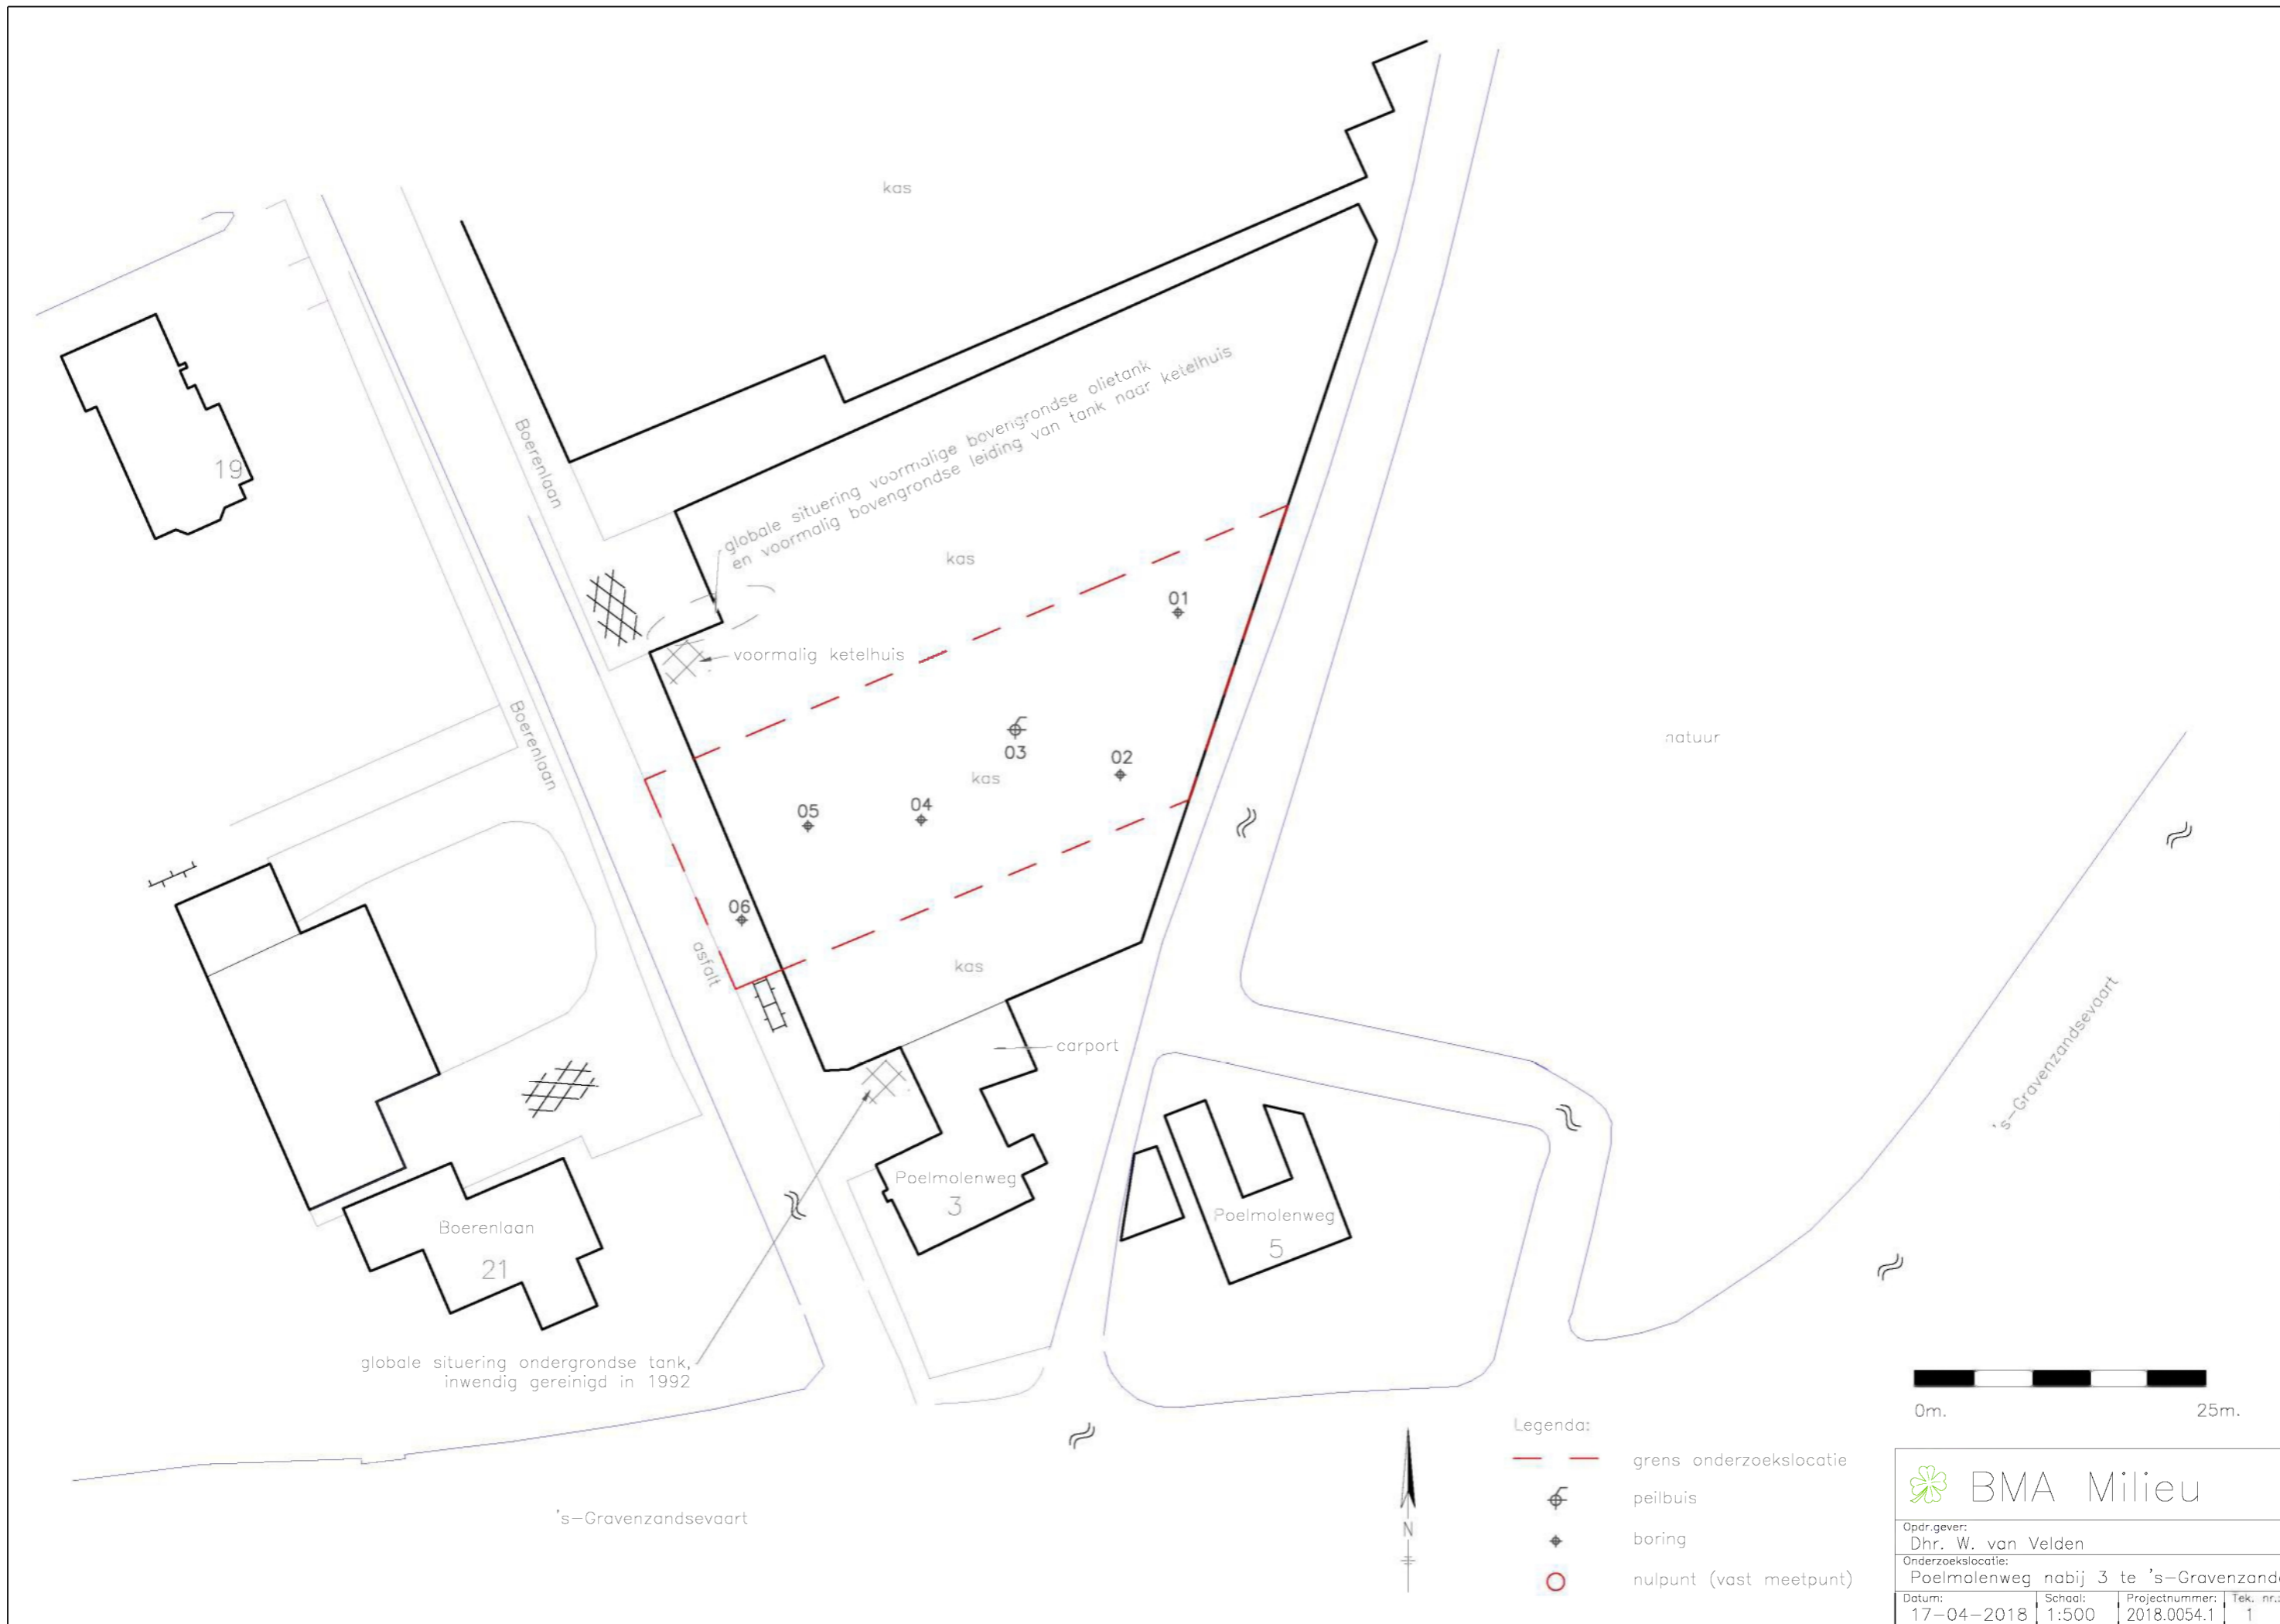 kas
globale situering voormalige bovengrondse olietank
en voormalig bovengrondse leiding van tank naar ketelhuis
Boerenlaan
19
kas
01
voormalig ketelhuis
Boerenlaan
03
02
kas
natuur
05
04
06
asfalt
kas
carport
's-Gravenzandsevaart
Poelmolenweg
3
Poelmolenweg
5
Boerenlaan
21
globale situering ondergrondse tank,
inwendig gereinigd in 1992
's-Gravenzandsevaart
0m. 25m.
N
Legenda:
grens onderzoekslocatie
peilbuis
boring
nulpunt (vast meetpunt)
BMA Milieu
Opdr.gever:
Dhr. W. van Velden
Onderzoekslocatie:
Poelmolenweg nabij 3 te 's-Gravenzande
Datum: Schaal: Projectnummer: Tek. nr.:
17-04-2018 1:500 2018.0054.1 1